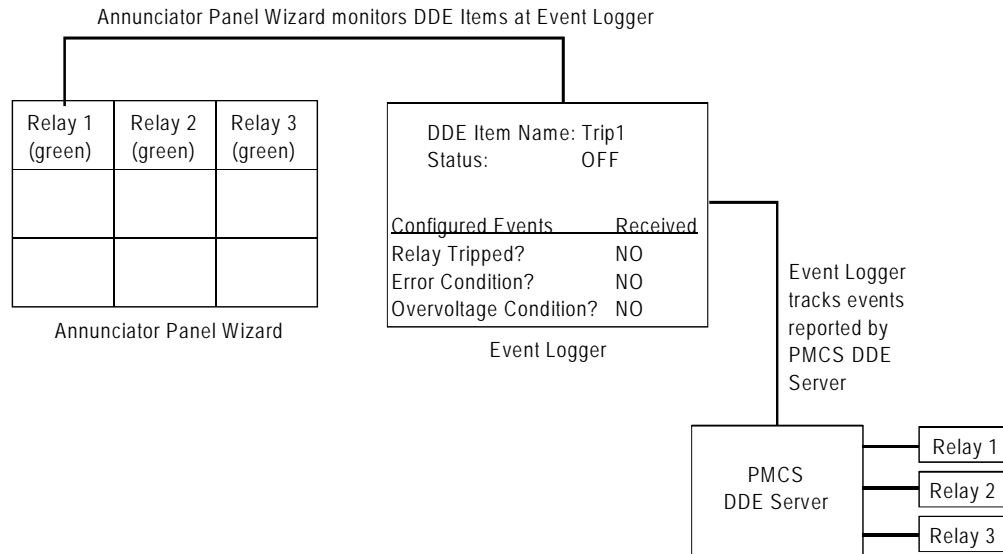 Annunciator Panel Wizard monitors DDE Items at Event Logger
Relay 1
(green)
Relay 2
(green)
Relay 3
(green)
Annunciator Panel Wizard
DDE Item Name: Trip1
Status: OFF
Configured Events Received
Relay Tripped? NO
Error Condition? NO
Overvoltage Condition? NO
Event Logger
Event Logger
tracks events
reported by
PMCS DDE
Server
PMCS
DDE Server
Relay 1
Relay 2
Relay 3